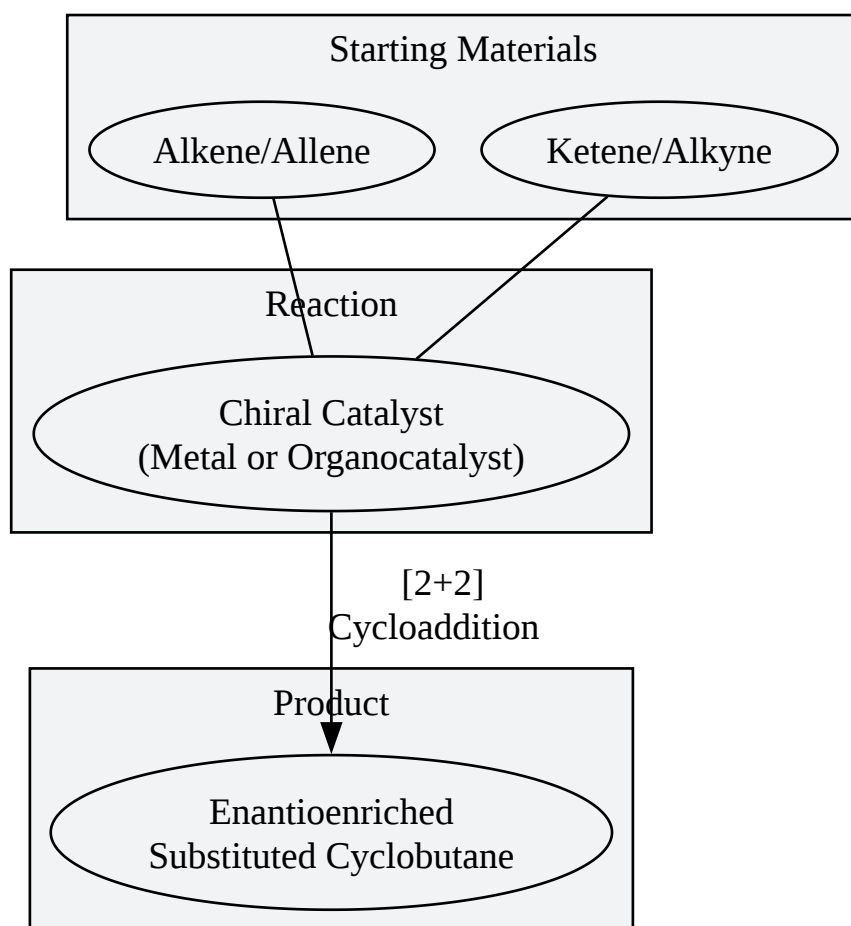 Starting Materials
Alkene/Allene
Ketene/Alkyne
Reaction
Chiral Catalyst
(Metal or Organocatalyst)
[2+2]
Cycloaddition
Product
Enantioenriched
Substituted Cyclobutane